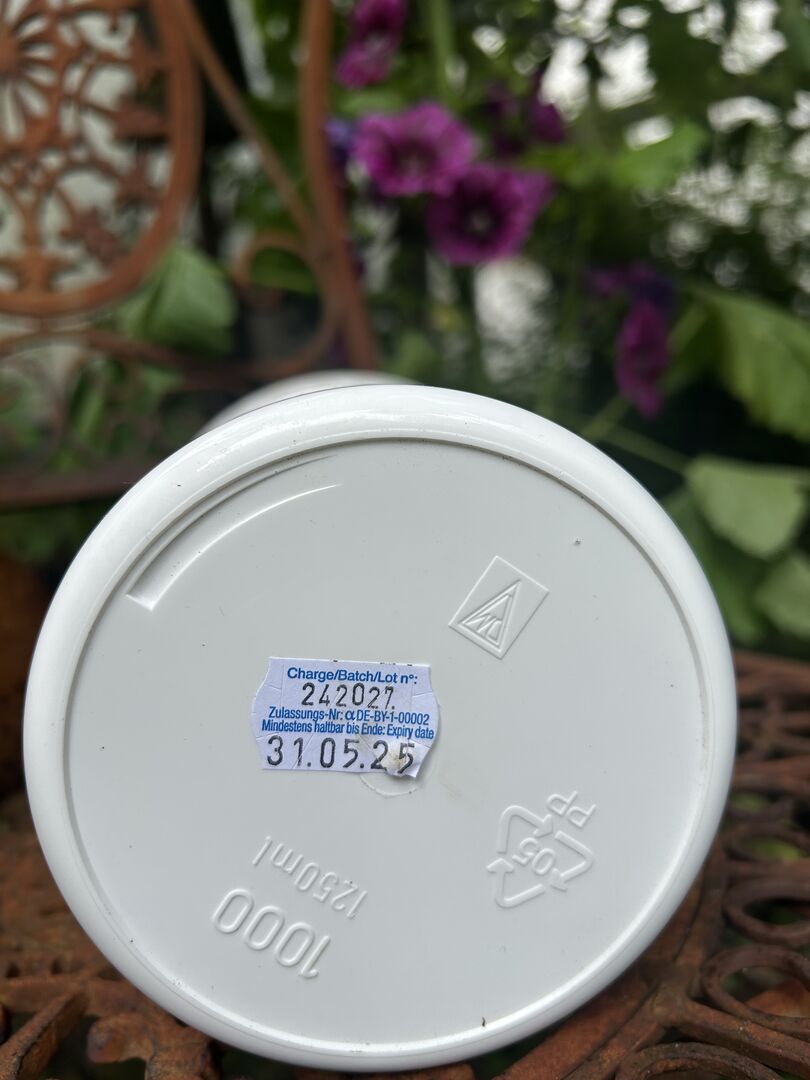 Charge/Batch/Lot n°:
242027
Zulassungs-Nr: α DE-BY-1-00002
Mindestens haltbar bis Ende: Expiry date
31.05.25
05
PP
1250ml
1000